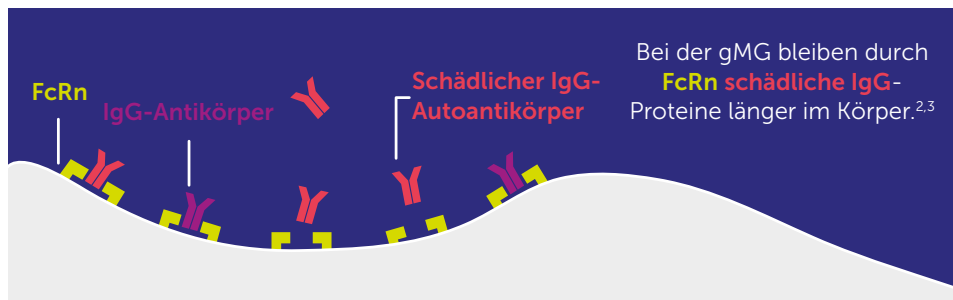 FcRn
IgG-Antikörper
Schädlicher IgG-
Autoantikörper
Bei der gMG bleiben durch
FcRn schädliche IgG-
Proteine länger im Körper.2,3